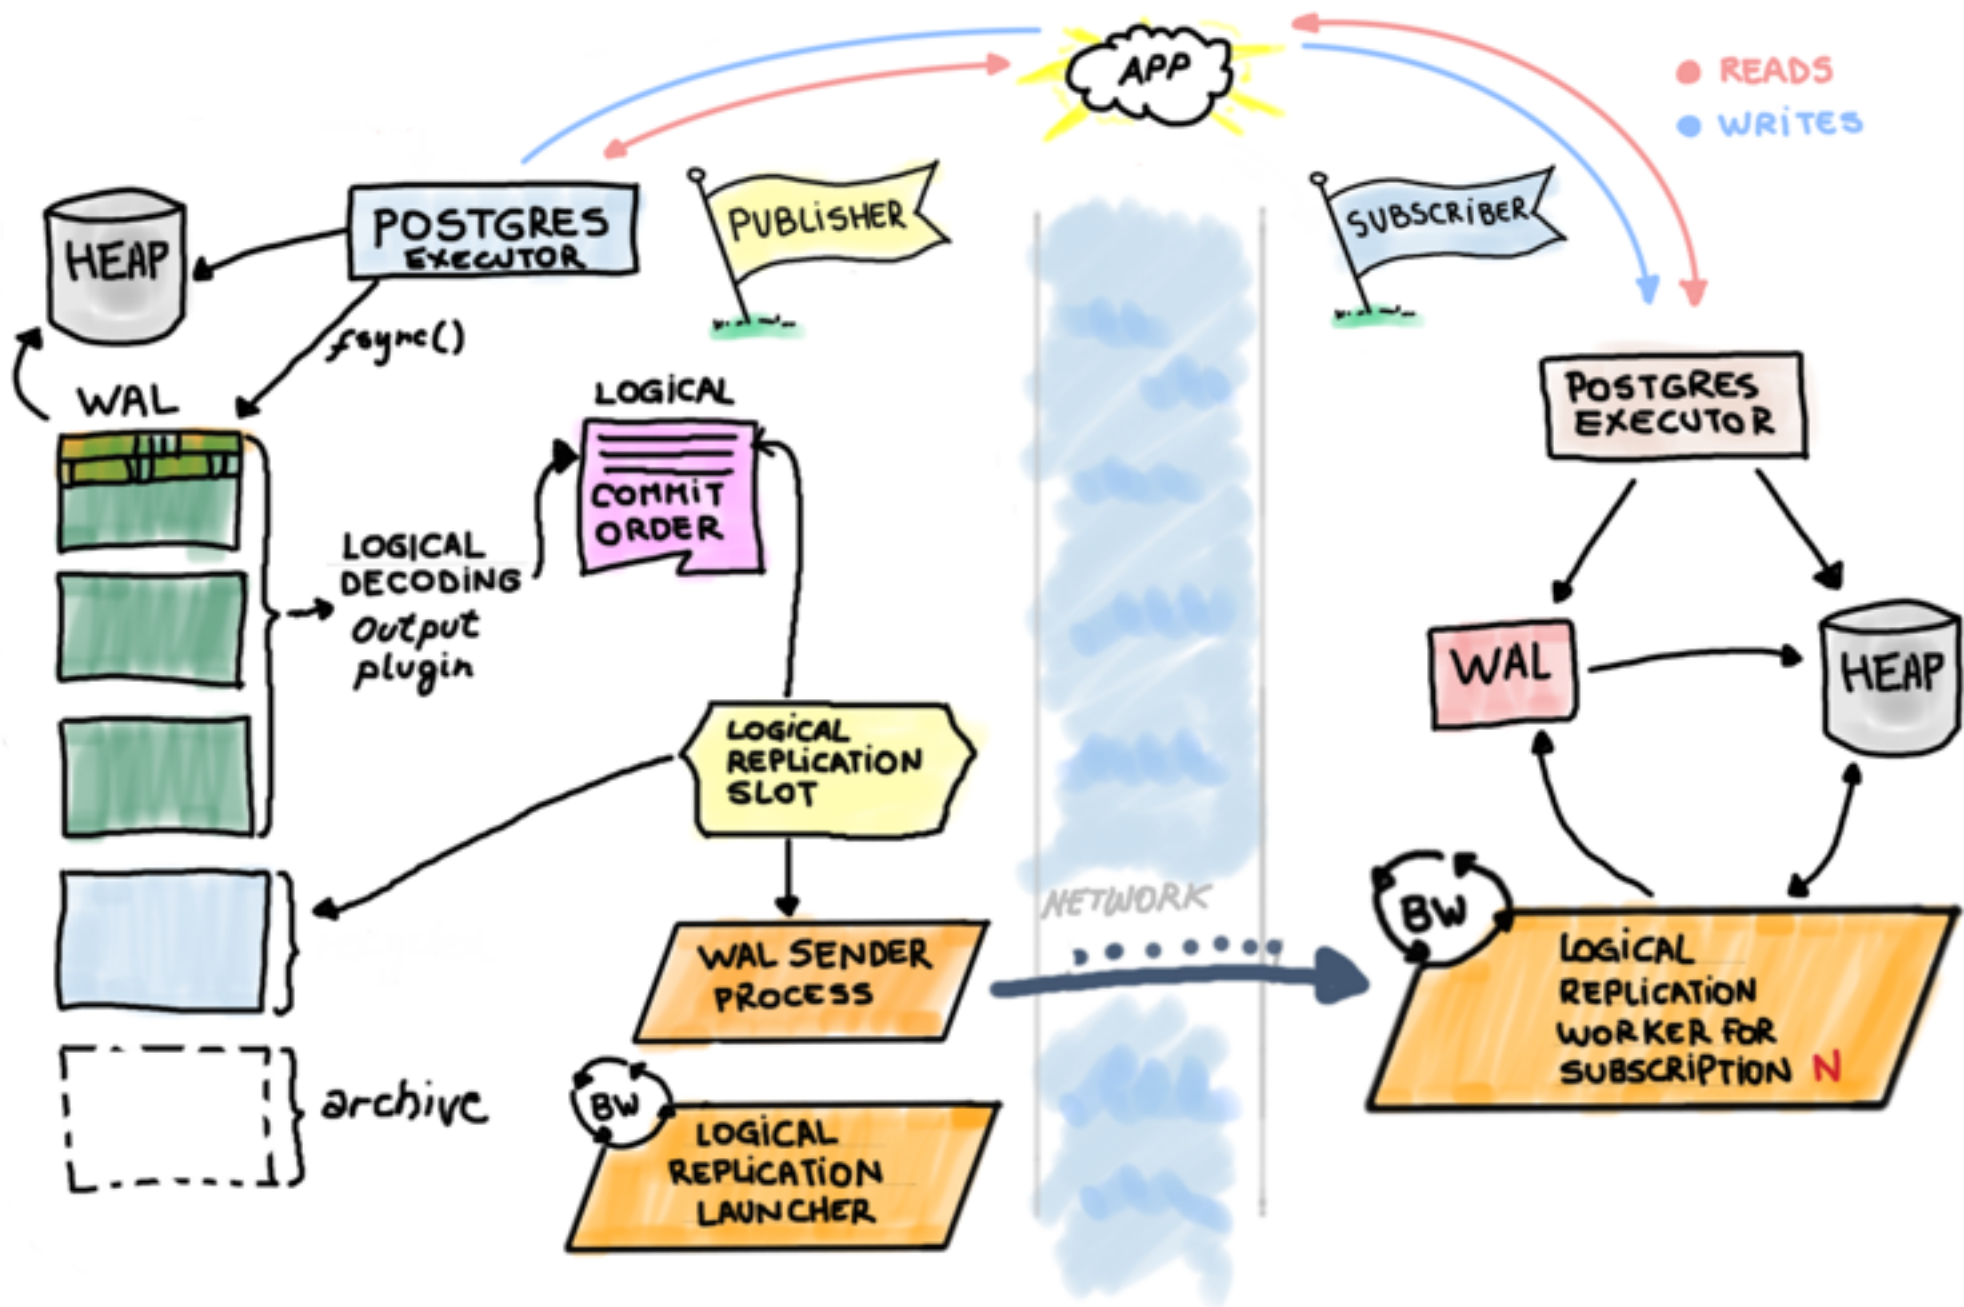 APP
READS
WRITES
HEAP
POSTGRES
EXECUTOR
PUBLISHER
SUBSCRIBER
fsync()
WAL
LOGICAL
COMMIT
ORDER
LOGICAL
DECODING
Output
plugin
LOGICAL
REPLICATION
SLOT
WAL SENDER
PROCESS
BW
LOGICAL
REPLICATION
LAUNCHER
archive
NETWORK
POSTGRES
EXECUTOR
WAL
HEAP
BW
LOGICAL
REPLICATION
WORKER FOR
SUBSCRIPTION N